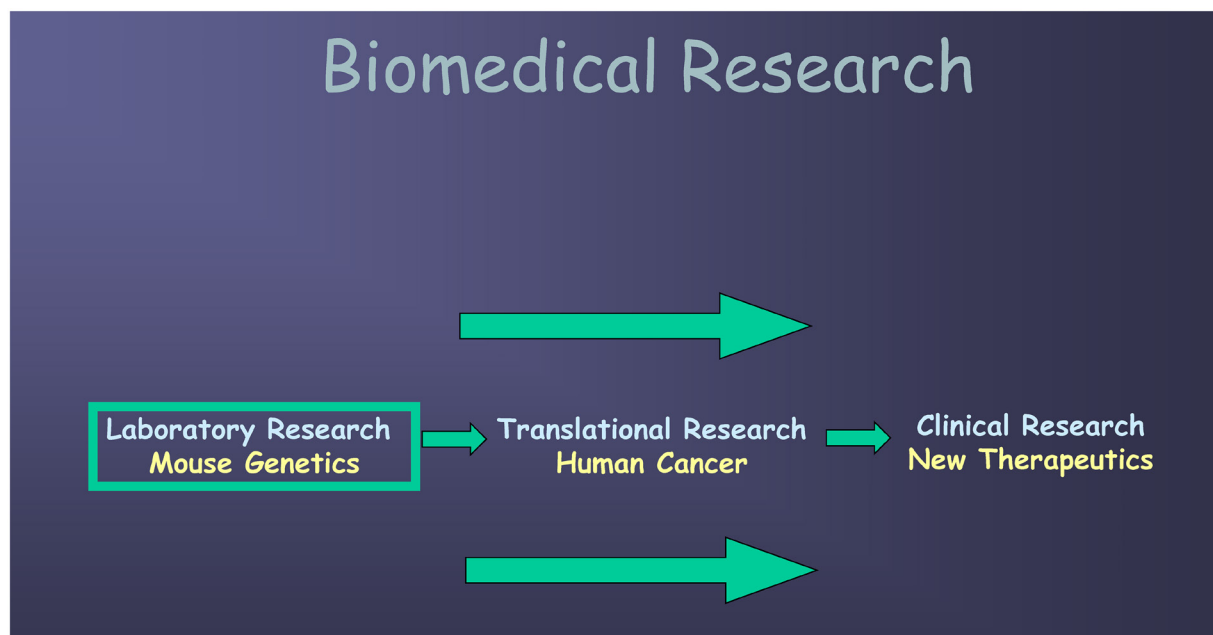 Biomedical Research
Laboratory Research
Mouse Genetics
Translational Research
Human Cancer
Clinical Research
New Therapeutics